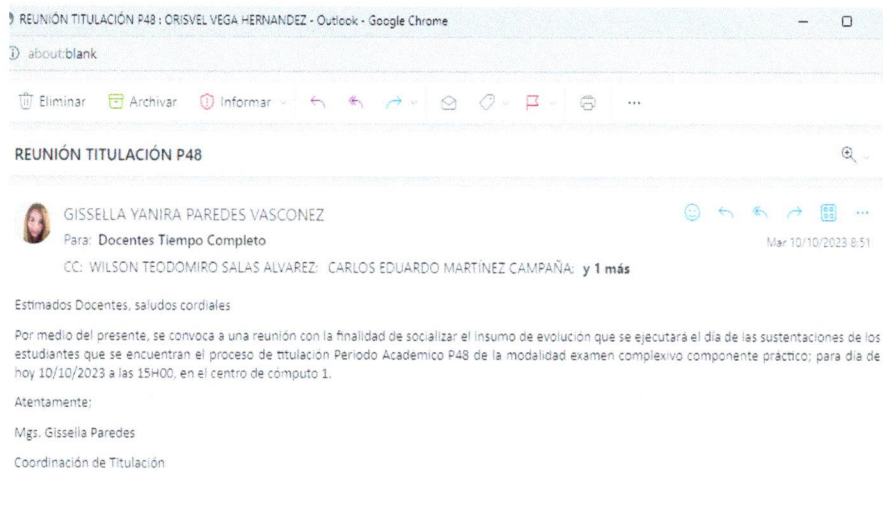 REUNIÓN TITULACIÓN P48 : ORISVEL VEGA HERNANDEZ - Outlook - Google Chrome
about:blank
Eliminar Archivar Informar
REUNIÓN TITULACIÓN P48
GISSELLA YANIRA PAREDES VASCONEZ
Para: Docentes Tiempo Completo
Mar 10/10/2023 8:51
CC: WILSON TEODOMIRO SALAS ALVAREZ; CARLOS EDUARDO MARTÍNEZ CAMPAÑA; y 1 más
Estimados Docentes, saludos cordiales
Por medio del presente, se convoca a una reunión con la finalidad de socializar el insumo de evolución que se ejecutará el día de las sustentaciones de los
estudiantes que se encuentran el proceso de titulación Periodo Academico P48 de la modalidad examen complexivo componente práctico; para día de
hoy 10/10/2023 a las 15H00, en el centro de cómputo 1.
Atentamente;
Mgs. Gissella Paredes
Coordinación de Titulación